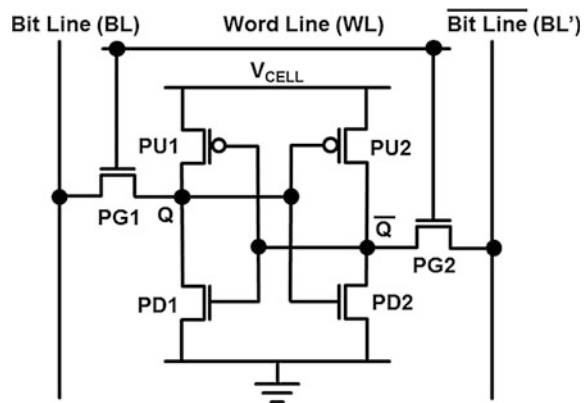 Bit Line (BL)
Word Line (WL)
Bit Line (BL’)
VCELL
PU1
PU2
PG1
Q
Q
PG2
PD1
PD2